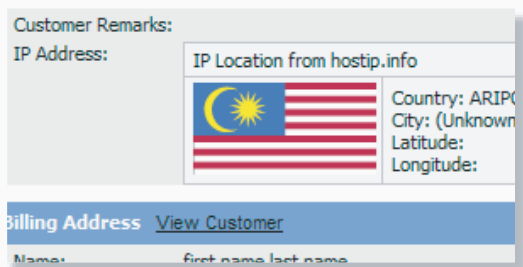 Customer Remarks:
IP Address:
IP Location from hostip.info
Country: ARIPO
City: (Unknown
Latitude:
Longitude:
Billing Address View Customer
Name: first name last name